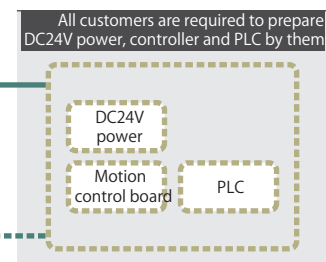 All customers are required to prepare
DC24V power, controller and PLC by them
DC24V
power
Motion
control board
PLC